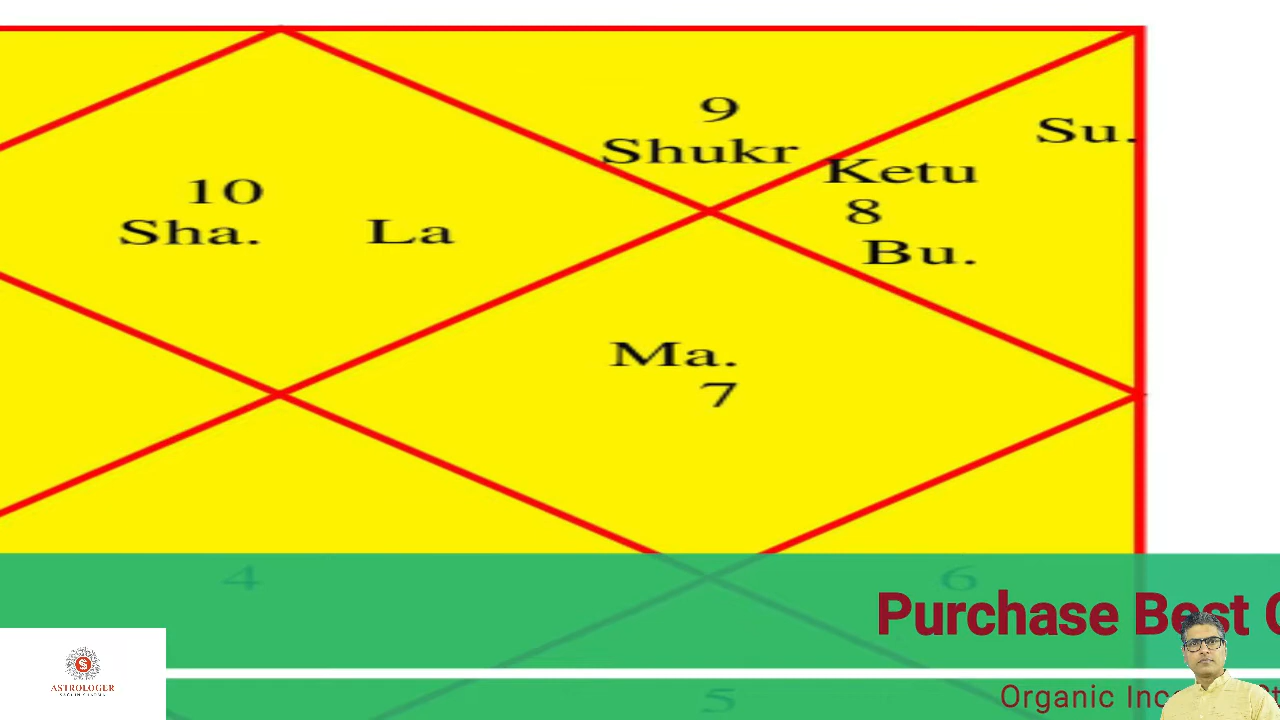 9
Shukr
Su.
Ketu
8
Bu.
10
Sha. La
Ma.
7
4
6
5
Purchase Best
Organic Inc
ASTROLOGER